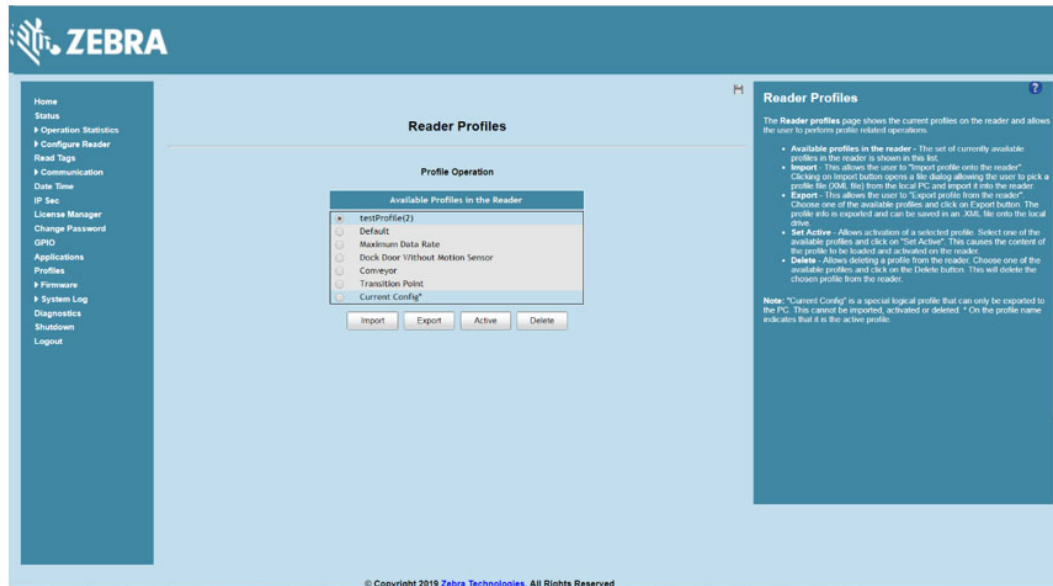 ZEBRA
Home
Status
Operation Statistics
Configure Reader
Read Tags
Communication
Date Time
IP Sec
License Manager
Change Password
GPIO
Applications
Profiles
Firmware
System Log
Diagnostics
Shutdown
Logout
Reader Profiles
Profile Operation
Available Profiles in the Reader
testProfile(2)
Default
Maximum Data Rate
Dock Door Without Motion Sensor
Conveyor
Transition Point
Current Config*
Import Export Active Delete
?
Reader Profiles
The Reader profiles page shows the current profiles on the reader and allows
the user to perform profile related operations.
• Available profiles in the reader - The set of currently available
profiles in the reader is shown in this list.
• Import - This allows the user to "Import profile onto the reader".
Clicking on Import button opens a file dialog allowing the user to pick a
profile file (XML file) from the local PC and import it into the reader.
• Export - This allows the user to "Export profile from the reader".
Choose one of the available profiles and click on Export button. The
profile info is exported and can be saved in an .XML file onto the local
drive.
• Set Active - Allows activation of a selected profile. Select one of the
available profiles and click on "Set Active". This causes the content of
the profile to be loaded and activated on the reader.
• Delete - Allows deleting a profile from the reader. Choose one of the
available profiles and click on the Delete button. This will delete the
chosen profile from the reader.
Note: "Current Config" is a special logical profile that can only be exported to
the PC. This cannot be imported, activated or deleted. * On the profile name
indicates that it is the active profile.
© Copyright 2019 Zebra Technologies. All Rights Reserved